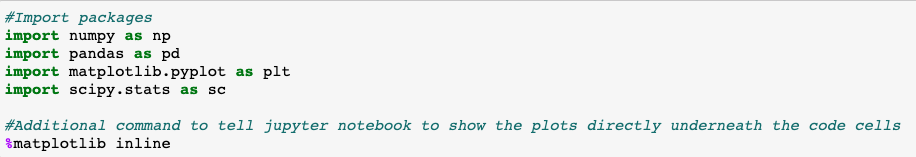 #Import packages
import numpy as np
import pandas as pd
import matplotlib.pyplot as plt
import scipy.stats as sc
#Additional command to tell jupyter notebook to show the plots directly underneath the code cells
%matplotlib inline